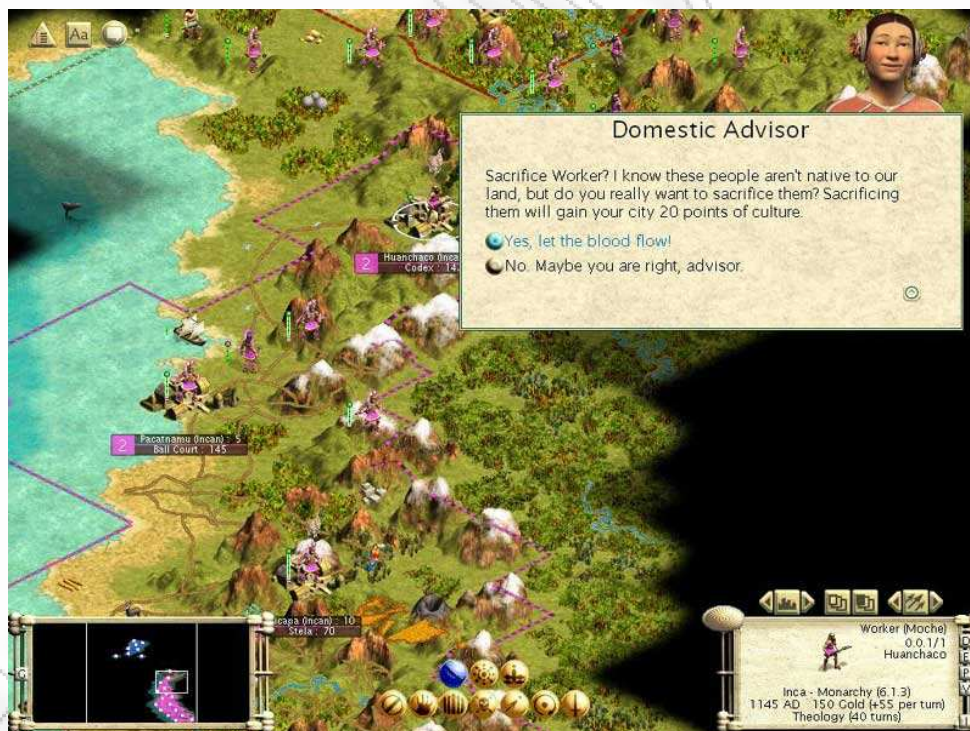 Aa
Domestic Advisor
Sacrifice Worker? I know these people aren't native to our
land, but do you really want to sacrifice them? Sacrificing
them will gain your city 20 points of culture.
Yes, let the blood flow!
No. Maybe you are right, advisor.
2
Huanchaco (Inca
Codex : 14
2
Pacatnamu (Incan) : 5
Ball Court : 145
(Incan) : 10
Stela : 70
Worker (Moche)
0.0.1/1
Huanchaco
Inca - Monarchy (6.1.3)
1145 AD 150 Gold (+55 per turn)
Theology (40 turns)